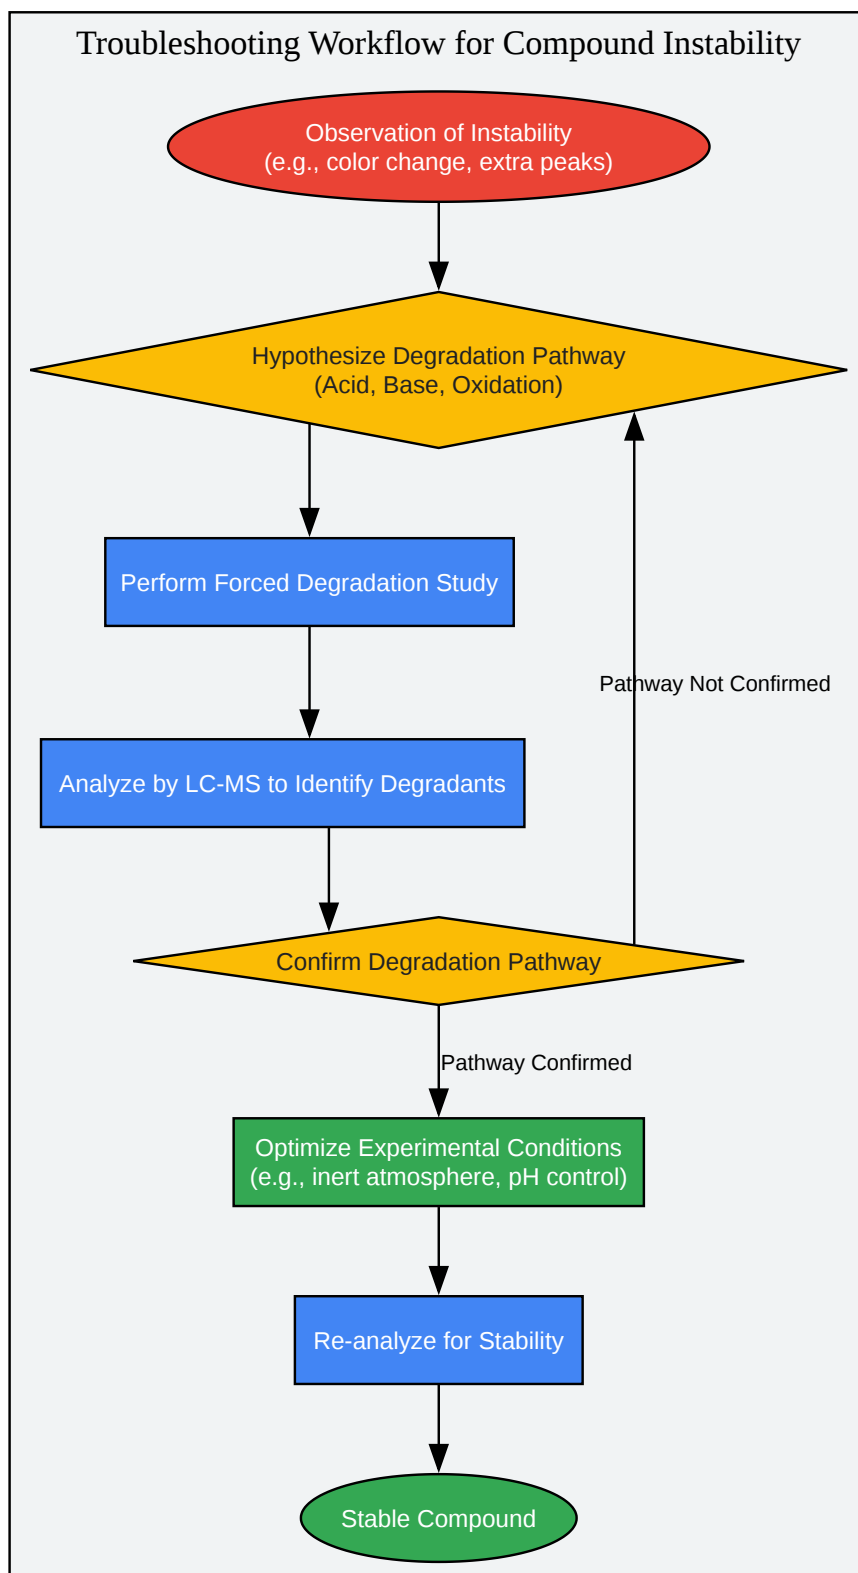 Troubleshooting Workflow for Compound Instability
Observation of Instability
(e.g., color change, extra peaks)
Hypothesize Degradation Pathway
(Acid, Base, Oxidation)
Perform Forced Degradation Study
Pathway Not Confirmed
Analyze by LC-MS to Identify Degradants
Confirm Degradation Pathway
Pathway Confirmed
Optimize Experimental Conditions
(e.g., inert atmosphere, pH control)
Re-analyze for Stability
Stable Compound